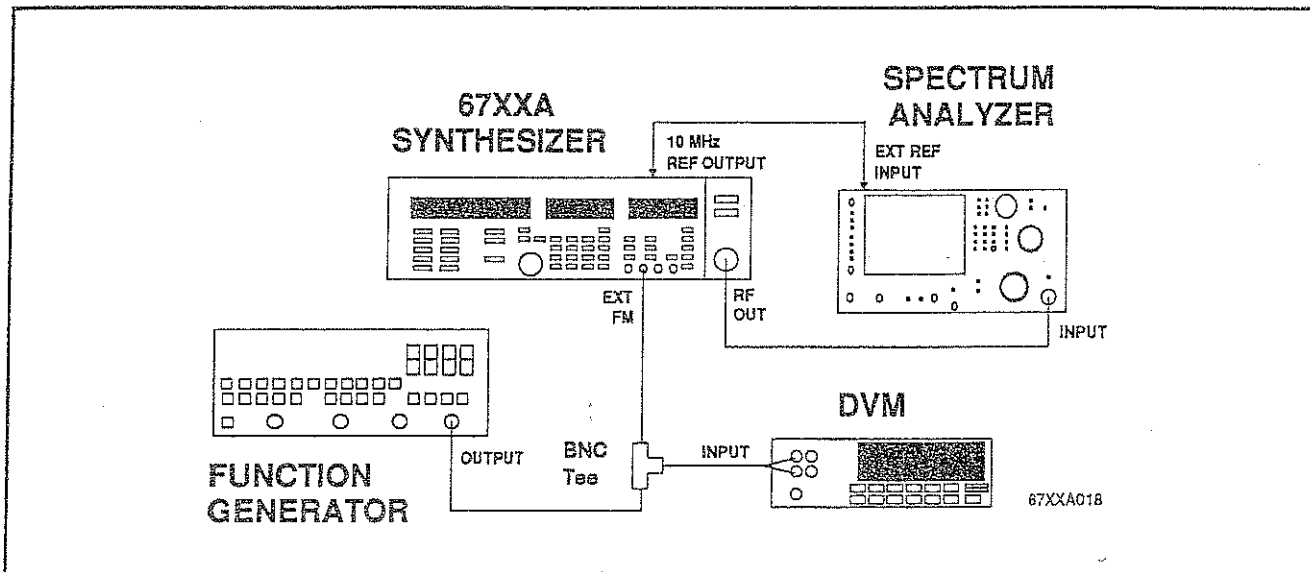 SPECTRUM
ANALYZER
67XXA
SYNTHESIZER
10 MHz
REF OUTPUT
EXT REF
INPUT
EXT
FM
RF
OUT
INPUT
DVM
OUTPUT
BNC
Tee
INPUT
FUNCTION
GENERATOR
67XXA018